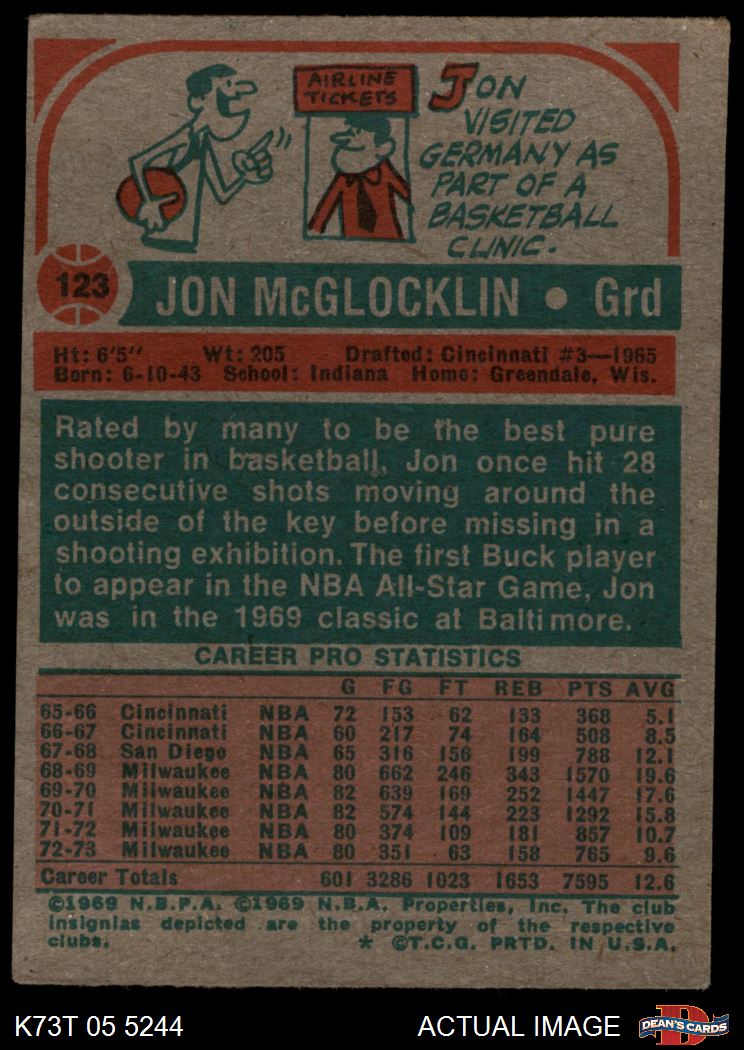 AIRLINE
TICKETS
JON
VISITED
GERMANY AS
PART OF A
BASKETBALL
CLINIC.
123
JON McGLOCKLIN • Grd
Ht: 6'5" Wt: 205 Drafted: Cincinnati #3—1965
Born: 6-10-43 School: Indiana Home: Greendale, Wis.
Rated by many to be the best pure
shooter in basketball, Jon once hit 28
consecutive shots moving around the
outside of the key before missing in a
shooting exhibition. The first Buck player
to appear in the NBA All-Star Game, Jon
was in the 1969 classic at Baltimore.
CAREER PRO STATISTICS
G FG FT REB PTS AVG
65-66 Cincinnati NBA 72 153 62 133 368 5.1
66-67 Cincinnati NBA 60 217 74 164 508 8.5
67-68 San Diego NBA 65 316 156 199 788 12.1
68-69 Milwaukee NBA 80 662 246 343 1570 19.6
69-70 Milwaukee NBA 82 639 169 252 1447 17.6
70-71 Milwaukee NBA 82 574 144 223 1292 15.8
71-72 Milwaukee NBA 80 374 109 181 857 10.7
72-73 Milwaukee NBA 80 351 63 158 765 9.6
Career Totals 601 3286 1023 1653 7595 12.6
©1969 N.B.P.A. ©1969 N.B.A. Properties, Inc. The club
insignias depicted are the property of the respective
clubs. * ©T.C.G. PRTD. IN U.S.A.
K73T 05 5244 ACTUAL IMAGE D DEAN'S CARDS